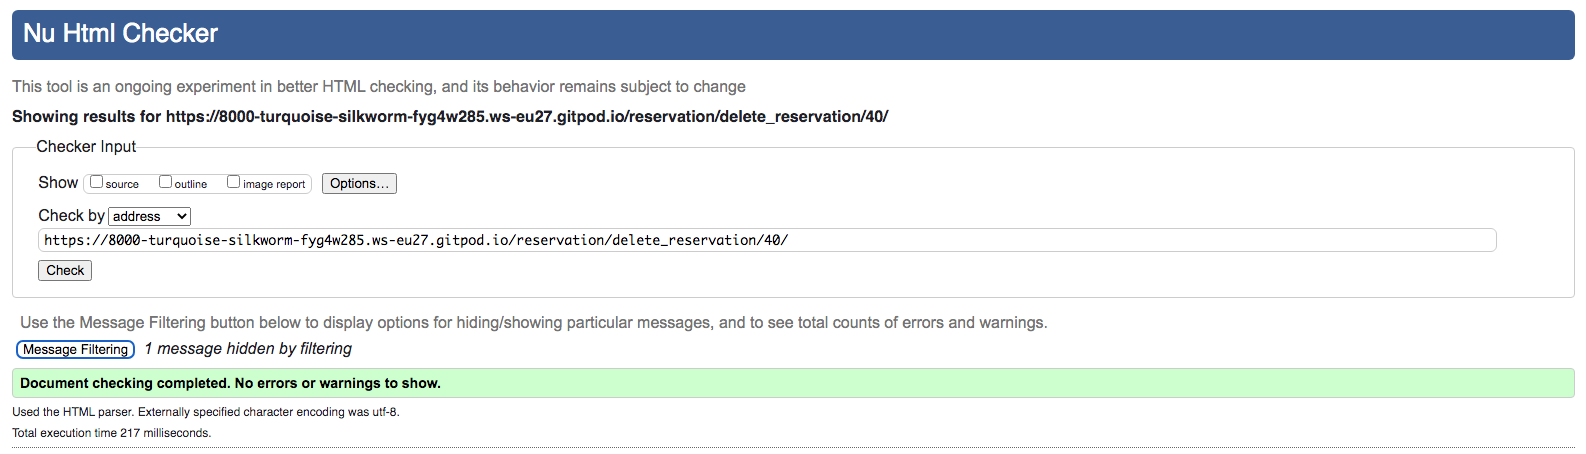 Nu Html Checker
This tool is an ongoing experiment in better HTML checking, and its behavior remains subject to change
Showing results for https://8000-turquoise-silkworm-fyg4w285.ws-eu27.gitpod.io/reservation/delete_reservation/40/
Checker Input
Show source outline image report Options...
Check by address
https://8000-turquoise-silkworm-fyg4w285.ws-eu27.gitpod.io/reservation/delete_reservation/40/
Check
Use the Message Filtering button below to display options for hiding/showing particular messages, and to see total counts of errors and warnings.
Message Filtering 1 message hidden by filtering
Document checking completed. No errors or warnings to show.
Used the HTML parser. Externally specified character encoding was utf-8.
Total execution time 217 milliseconds.